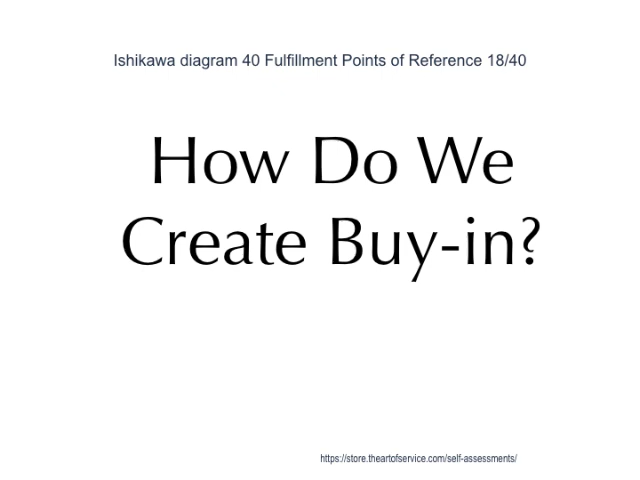 Ishikawa diagram 40 Fulfillment Points of Reference 18/40
How Do We
Create Buy-in?
https://store.theartofservice.com/self-assessments/